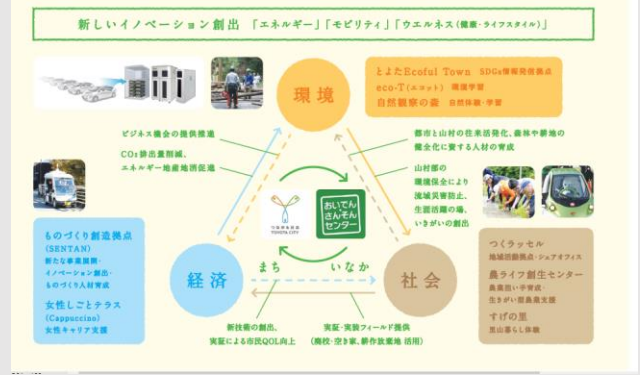 新しいイノベーション創出 「エネルギー」「モビリティ」「ウエルネス(健康・ライフスタイル)」
環境
とよたEcoful Town SDGs情報発信拠点
eco-T(エコット) 環境学習
自然観察の森 自然体験・学習
ビジネス機会の提供推進
CO₂排出量削減、
エネルギー地産地消促進
都市と山村の往来活発化、森林や耕地の
健全化に資する人材の育成
山村部の
環境保全により
流域災害防止、
生涯活躍の場、
いきがいの創出
つながる社会
TOYOTA CITY
おいでん
さんそん
センター
ものづくり創造拠点
(SENTAN)
新たな事業展開・
イノベーション創出・
ものづくり人材育成
女性しごとテラス
(Cappuccino)
女性キャリア支援
経済
まち
いなか
社会
つくラッセル
地域活動拠点・シェアオフィス
農ライフ創生センター
農業担い手育成・
生きがい型農業支援
すげの里
里山暮らし体験
新技術の創出、
実証による市民QOL向上
実証・実験フィールド提供
(廃校・空き家、耕作放棄地 活用)